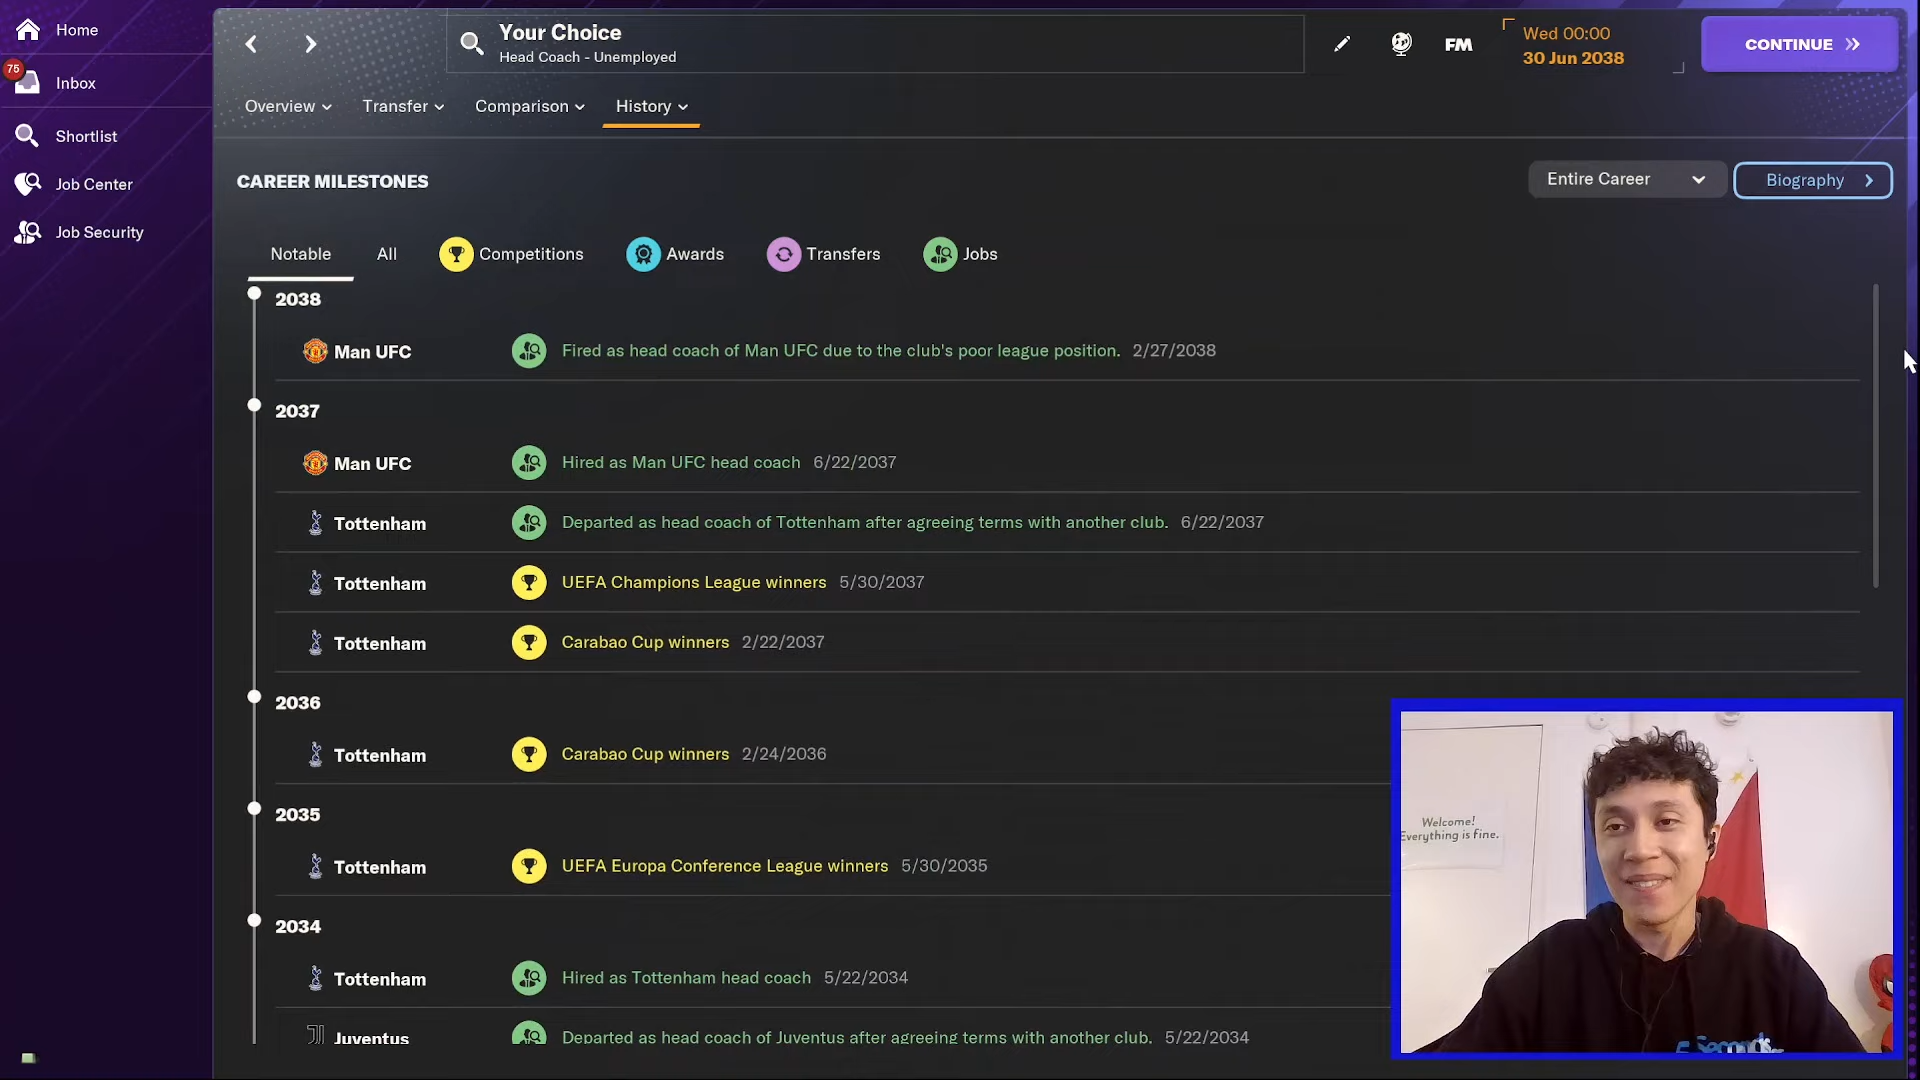 Home
75
Inbox
Shortlist
Job Center
Job Security
Your Choice
Head Coach - Unemployed
FM
Wed 00:00
30 Jun 2038
CONTINUE
Overview
Transfer
Comparison
History
CAREER MILESTONES
Entire Career
Biography
Notable
All
Competitions
Awards
Transfers
Jobs
2038
Man UFC Fired as head coach of Man UFC due to the club's poor league position. 2/27/2038
2037
Man UFC Hired as Man UFC head coach 6/22/2037
Tottenham Departed as head coach of Tottenham after agreeing terms with another club. 6/22/2037
Tottenham UEFA Champions League winners 5/30/2037
Tottenham Carabao Cup winners 2/22/2037
2036
Tottenham Carabao Cup winners 2/24/2036
2035
Tottenham UEFA Europa Conference League winners 5/30/2035
2034
Tottenham Hired as Tottenham head coach 5/22/2034
Juventus Departed as head coach of Juventus after agreeing terms with another club. 5/22/2034
Welcome!
Everything is fine.